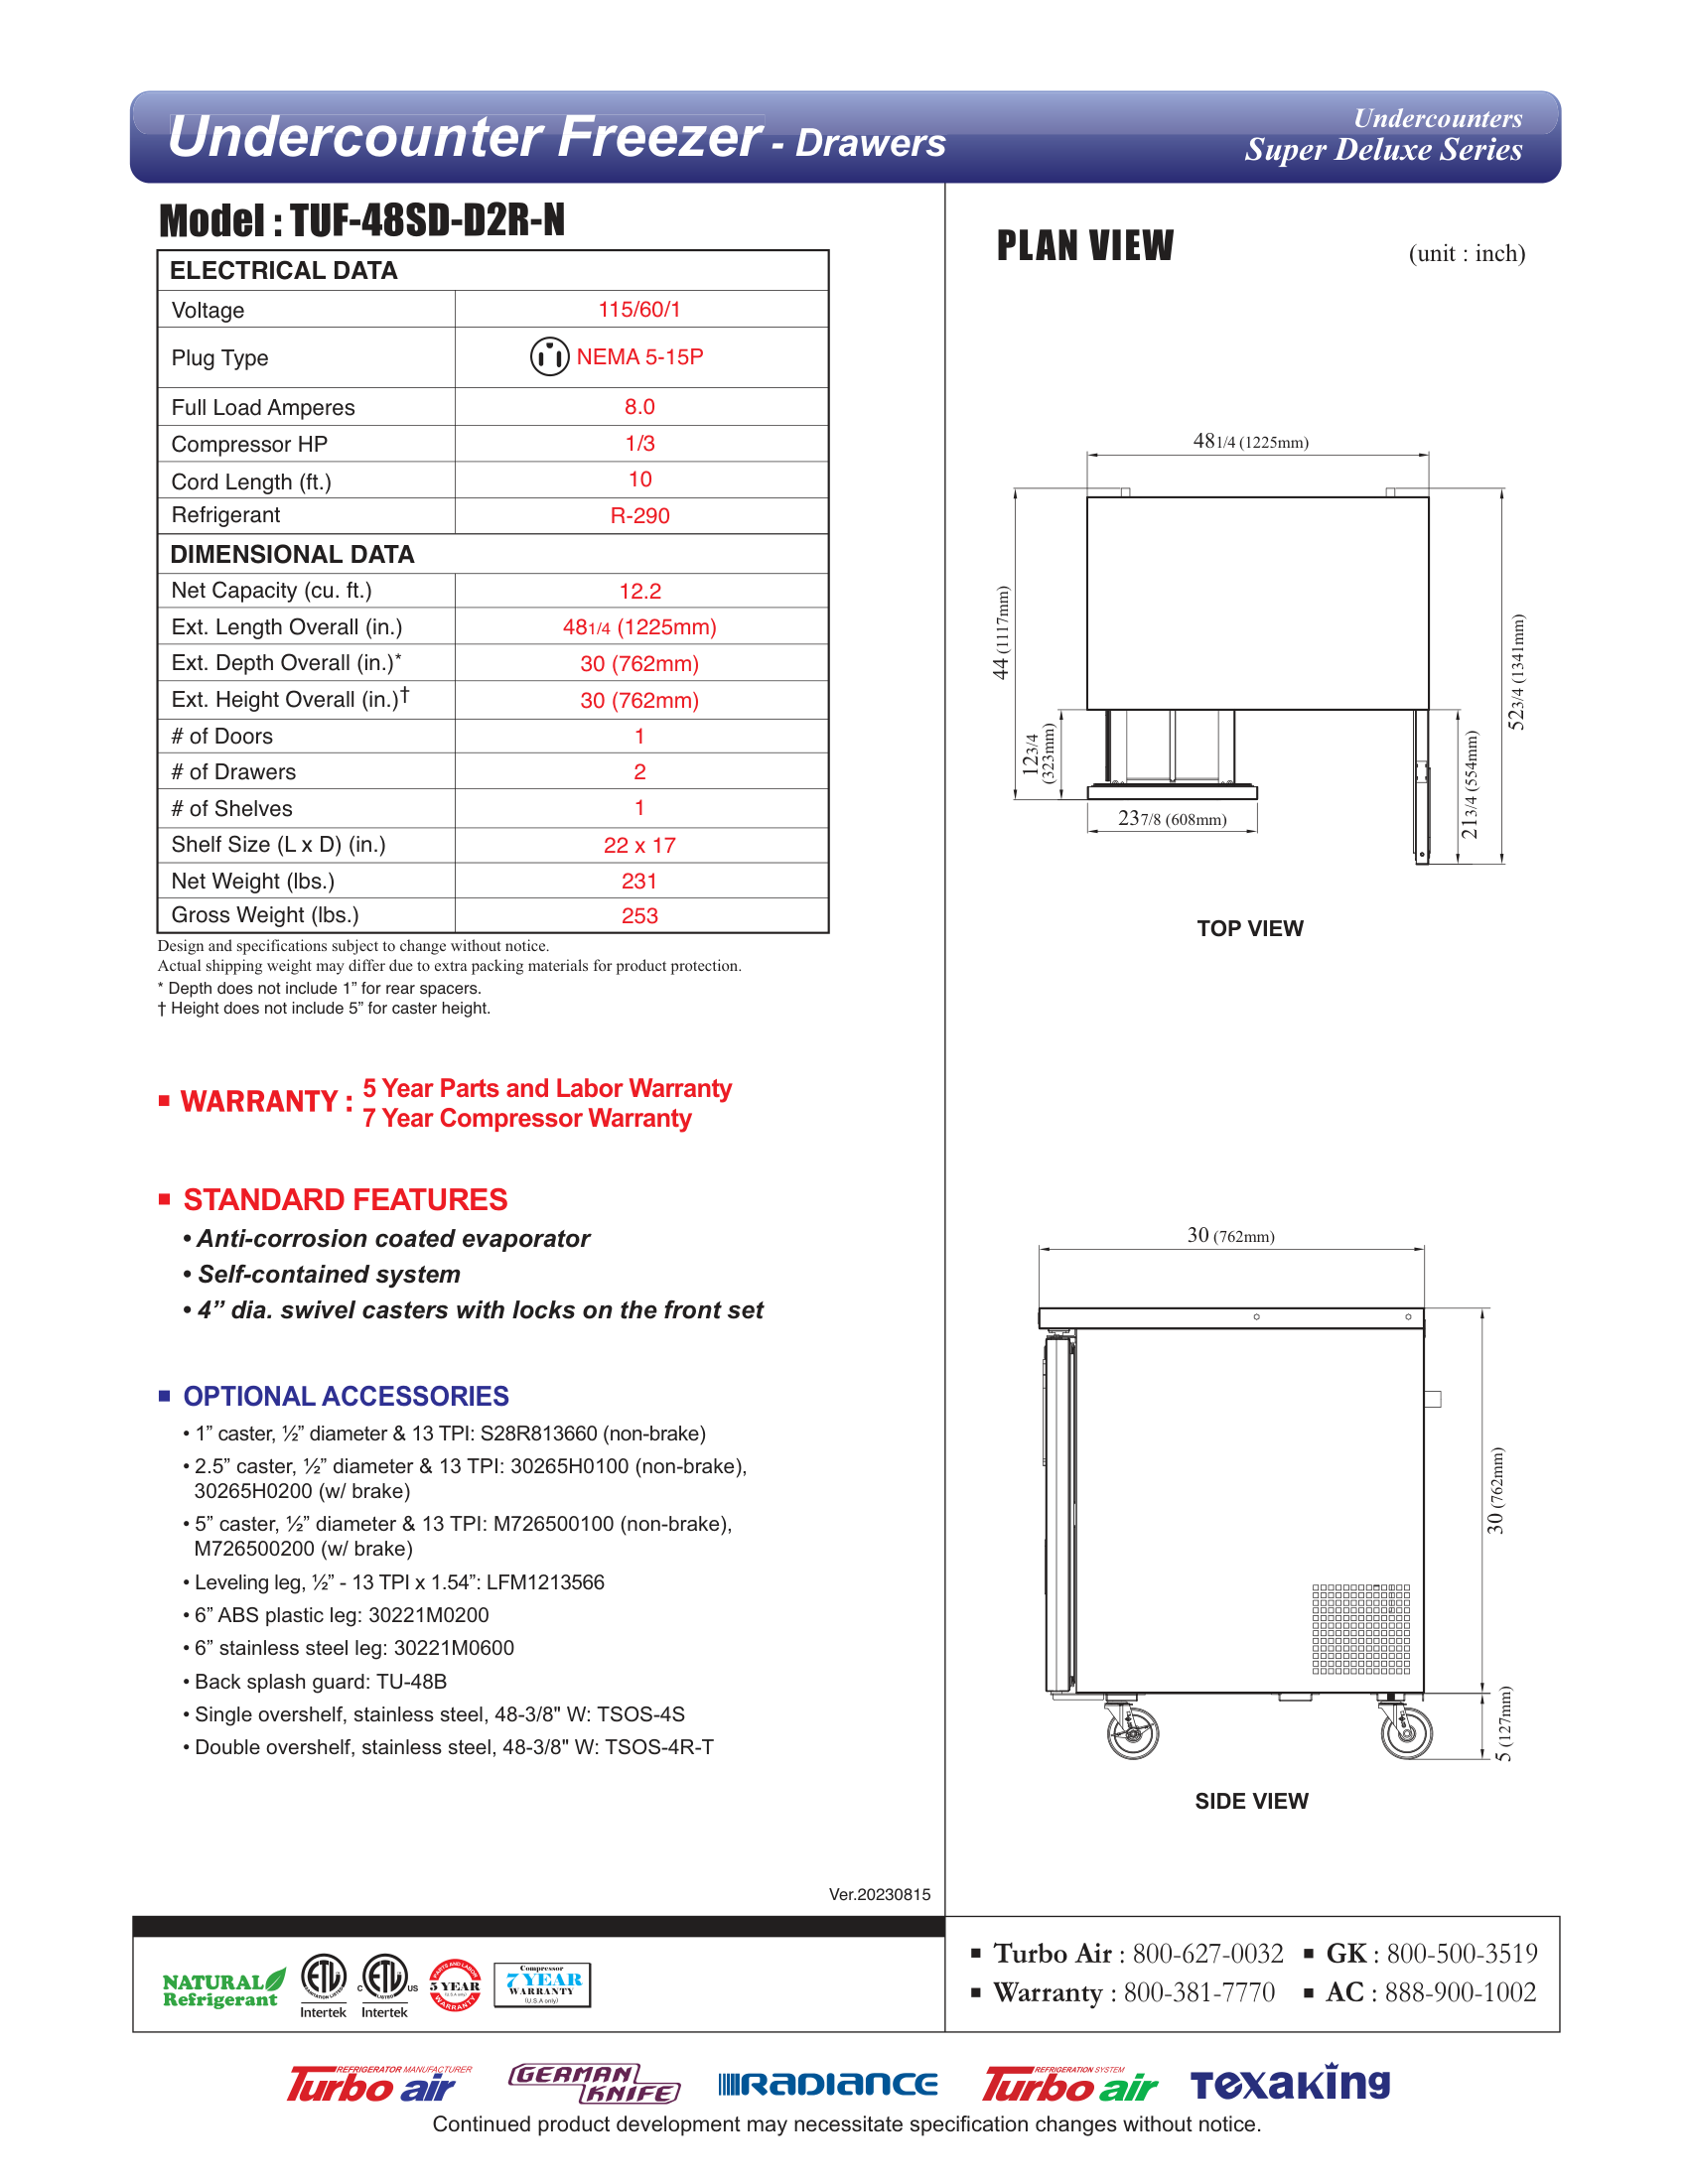 Undercounter Freezer - Drawers
Undercounters
Super Deluxe Series
Model : TUF-48SD-D2R-N
ELECTRICAL DATA
Voltage 115/60/1
Plug Type NEMA 5-15P
Full Load Amperes 8.0
Compressor HP 1/3
Cord Length (ft.) 10
Refrigerant R-290
DIMENSIONAL DATA
Net Capacity (cu. ft.) 12.2
Ext. Length Overall (in.) 48 1/4 (1225mm)
Ext. Depth Overall (in.)* 30 (762mm)
Ext. Height Overall (in.)† 30 (762mm)
# of Doors 1
# of Drawers 2
# of Shelves 1
Shelf Size (L x D) (in.) 22 x 17
Net Weight (lbs.) 231
Gross Weight (lbs.) 253
Design and specifications subject to change without notice.
Actual shipping weight may differ due to extra packing materials for product protection.
* Depth does not include 1” for rear spacers.
† Height does not include 5” for caster height.
■ WARRANTY : 5 Year Parts and Labor Warranty
7 Year Compressor Warranty
■ STANDARD FEATURES
• Anti-corrosion coated evaporator
• Self-contained system
• 4” dia. swivel casters with locks on the front set
■ OPTIONAL ACCESSORIES
• 1” caster, ½” diameter & 13 TPI: S28R813660 (non-brake)
• 2.5” caster, ½” diameter & 13 TPI: 30265H0100 (non-brake),
30265H0200 (w/ brake)
• 5” caster, ½” diameter & 13 TPI: M726500100 (non-brake),
M726500200 (w/ brake)
• Leveling leg, ½” - 13 TPI x 1.54”: LFM1213566
• 6” ABS plastic leg: 30221M0200
• 6” stainless steel leg: 30221M0600
• Back splash guard: TU-48B
• Single overshelf, stainless steel, 48-3/8" W: TSOS-4S
• Double overshelf, stainless steel, 48-3/8" W: TSOS-4R-T
Ver.20230815
PLAN VIEW
(unit : inch)
48 1/4 (1225mm)
44 (1117mm)
12 3/4
(323mm)
23 7/8 (608mm)
21 3/4 (554mm)
52 3/4 (1341mm)
TOP VIEW
30 (762mm)
30 (762mm)
5 (127mm)
SIDE VIEW
NATURAL
Refrigerant
ETL
Intertek
C ETL US
LISTED
Intertek
PARTS AND LABOR
5 YEAR
(U.S.A only)
WARRANTY
Compressor
7 YEAR
WARRANTY
(U.S.A only)
■ Turbo Air : 800-627-0032 ■ GK : 800-500-3519
■ Warranty : 800-381-7770 ■ AC : 888-900-1002
REFRIGERATOR MANUFACTURER
Turbo air
GERMAN
KNIFE
RADIANCE
REFRIGERATION SYSTEM
Turbo air
TEXAKING
Continued product development may necessitate specification changes without notice.